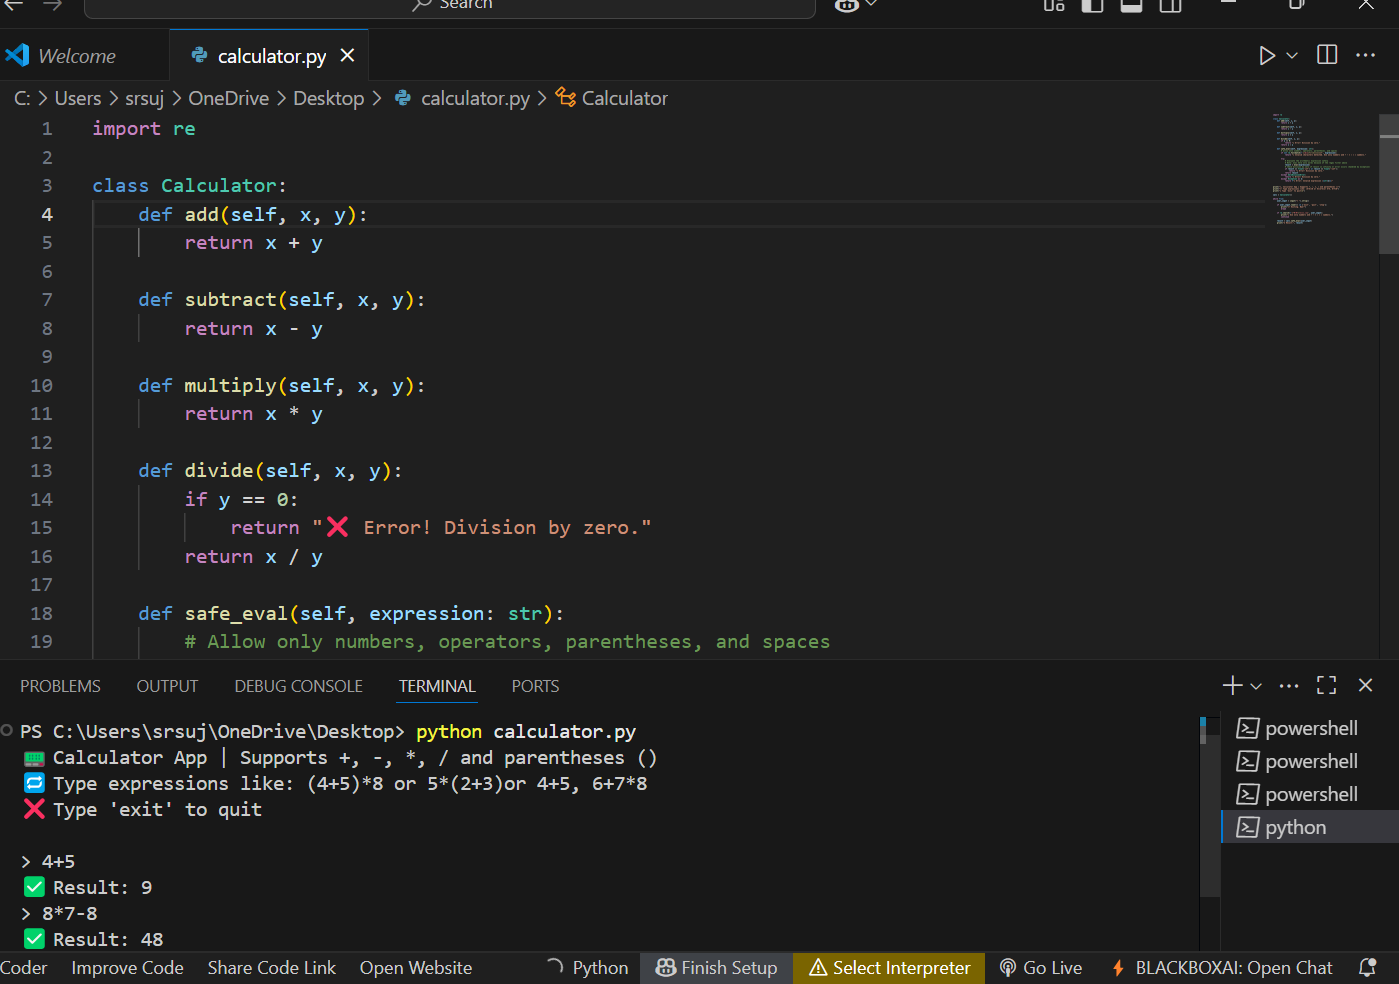 Search
Welcome
calculator.py
C: > Users > srsuj > OneDrive > Desktop > calculator.py > Calculator
1 import re
2
3 class Calculator:
4 def add(self, x, y):
5 return x + y
6
7 def subtract(self, x, y):
8 return x - y
9
10 def multiply(self, x, y):
11 return x * y
12
13 def divide(self, x, y):
14 if y == 0:
15 return "❌ Error! Division by zero."
16 return x / y
17
18 def safe_eval(self, expression: str):
19 # Allow only numbers, operators, parentheses, and spaces
PROBLEMS OUTPUT DEBUG CONSOLE TERMINAL PORTS
PS C:\Users\srsuj\OneDrive\Desktop> python calculator.py
Calculator App | Supports +, -, *, / and parentheses ()
🔁 Type expressions like: (4+5)*8 or 5*(2+3)or 4+5, 6+7*8
❌ Type 'exit' to quit
> 4+5
✅ Result: 9
> 8*7-8
✅ Result: 48
powershell
powershell
powershell
python
Coder Improve Code Share Code Link Open Website Python Finish Setup Select Interpreter Go Live BLACKBOXAI: Open Chat